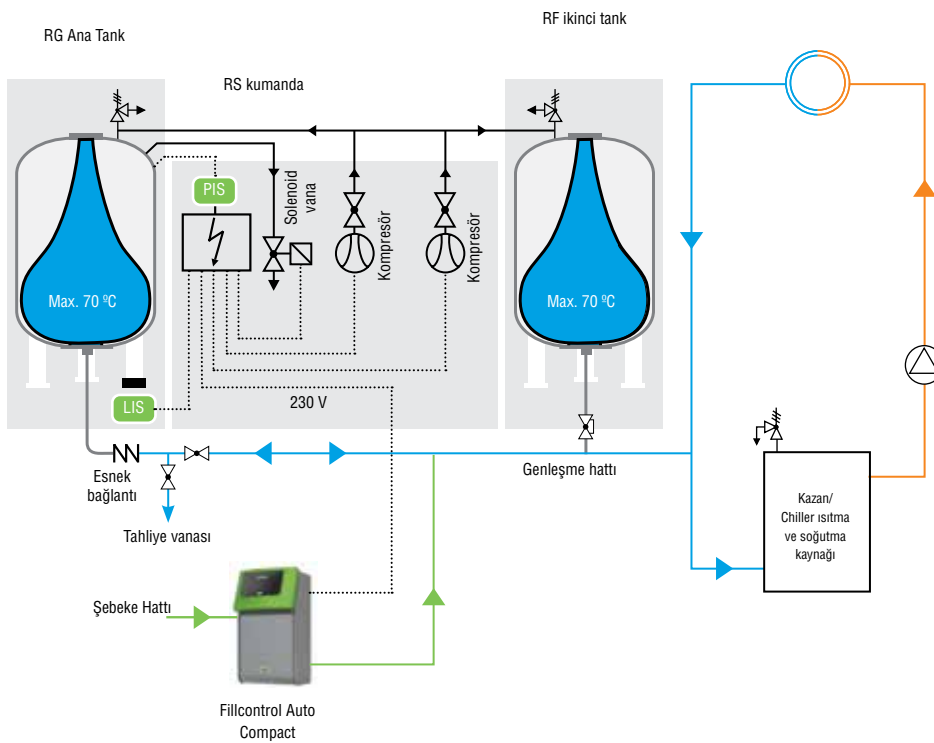 RG Ana Tank
RF ikinci tank
RS kumanda
PIS
Solenoid
vana
Kompresör
Kompresör
Max. 70 ºC
Max. 70 ºC
LIS
230 V
Esnek
bağlantı
Genleşme hattı
Tahliye vanası
Kazan/
Chiller ısıtma
ve soğutma
kaynağı
Şebeke Hattı
Fillcontrol Auto
Compact